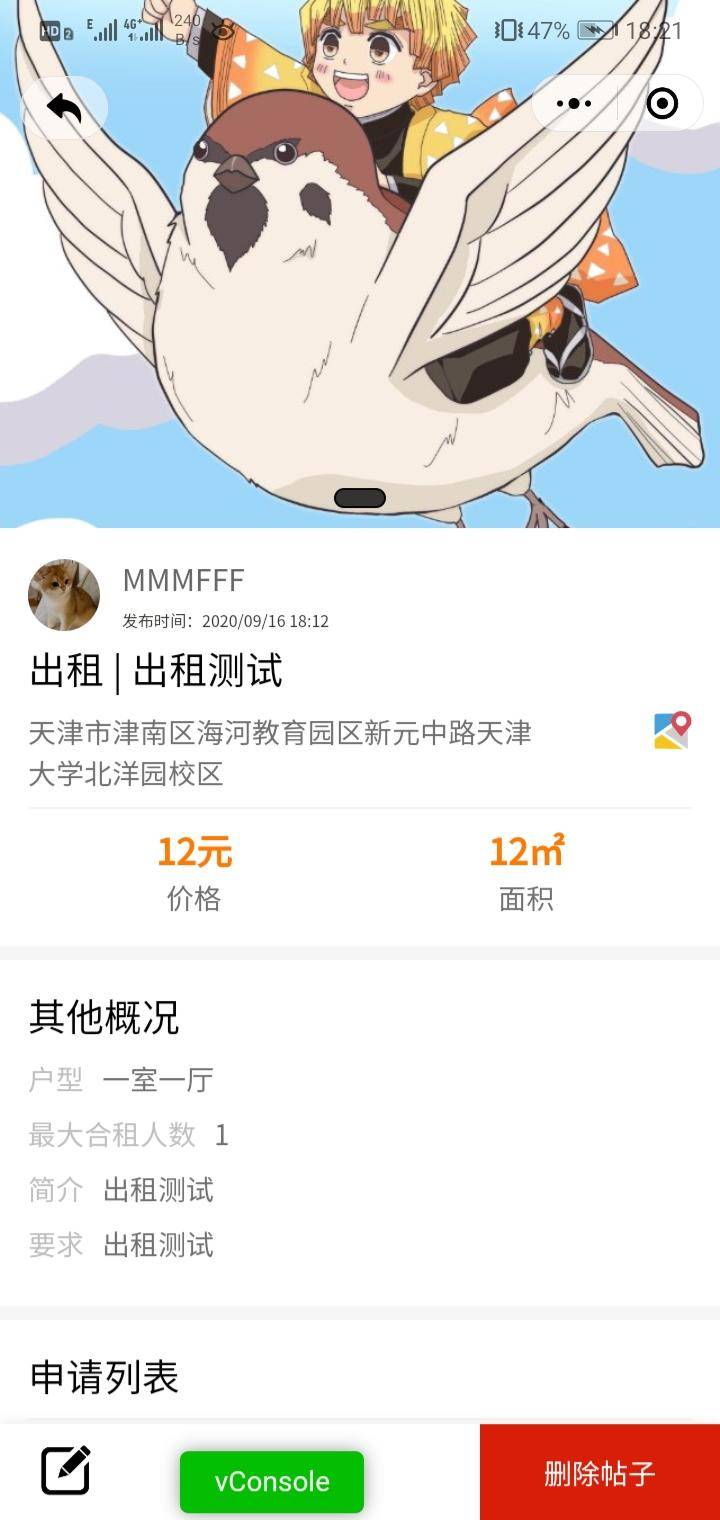 HD 2 E 4G+ 240 B/s 47% 18:21
MMMFFF
发布时间：2020/09/16 18:12
出租 | 出租测试
天津市津南区海河教育园区新元中路天津
大学北洋园校区
12元 12㎡
价格 面积
其他概况
户型 一室一厅
最大合租人数 1
简介 出租测试
要求 出租测试
申请列表
vConsole 删除帖子